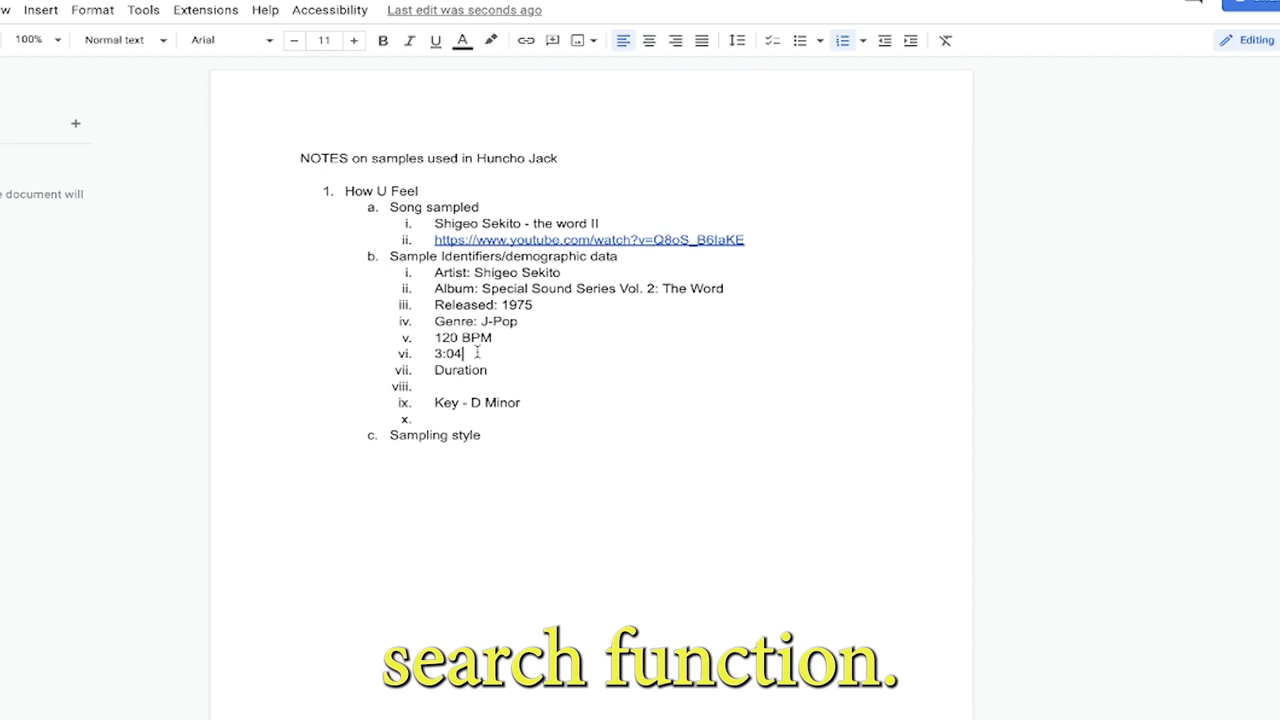 Insert Format Tools Extensions Help Accessibility Last edit was seconds ago
100% Normal text Arial 11 B I U A Editing
e document will
NOTES on samples used in Huncho Jack
1. How U Feel
a. Song sampled
i. Shigeo Sekito - the word II
ii. https://www.youtube.com/watch?v=Q8oS_B6IaKE
b. Sample Identifiers/demographic data
i. Artist: Shigeo Sekito
ii. Album: Special Sound Series Vol. 2: The Word
iii. Released: 1975
iv. Genre: J-Pop
v. 120 BPM
vi. 3:04
vii. Duration
viii.
ix. Key - D Minor
x.
c. Sampling style
search function.